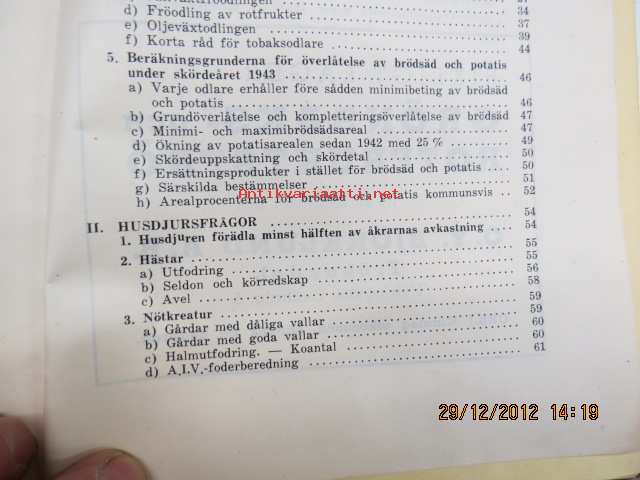 d) Fröodling av rotfrukter 34
e) Oljeväxtodlingen 37
f) Korta råd för tobaksodlare 39
44
5. Beräkningsgrunderna för överlåtelse av brödsäd och potatis
under skördeåret 1943 46
a) Varje odlare erhåller före sådden minimibeting av brödsäd
och potatis 46
b) Grundöverlåtelse och kompletteringsöverlåtelse av brödsäd 47
c) Minimi- och maximibrödsädsareal 47
d) Ökning av potatisarealen sedan 1942 med 25 % 49
e) Skördeuppskattning och skördetal 50
f) Ersättningsprodukter i stället för brödsäd och potatis 50
g) Särskilda bestämmelser 51
Antikvariaatti.net
h) Arealprocenterna för brödsäd och potatis kommunsvis 52
II. HUSDJURSFRÅGOR 54
1. Husdjuren förädla minst hälften av åkrarnas avkastning 54
2. Hästar 55
a) Utfodring 55
b) Seldon och körredskap 56
c) Avel 58
3. Nötkreatur 59
a) Gårdar med dåliga vallar 59
b) Gårdar med goda vallar 60
c) Halmutfodring. — Koantal 60
d) A.I.V.-foderberedning 61
29/12/2012 14:19